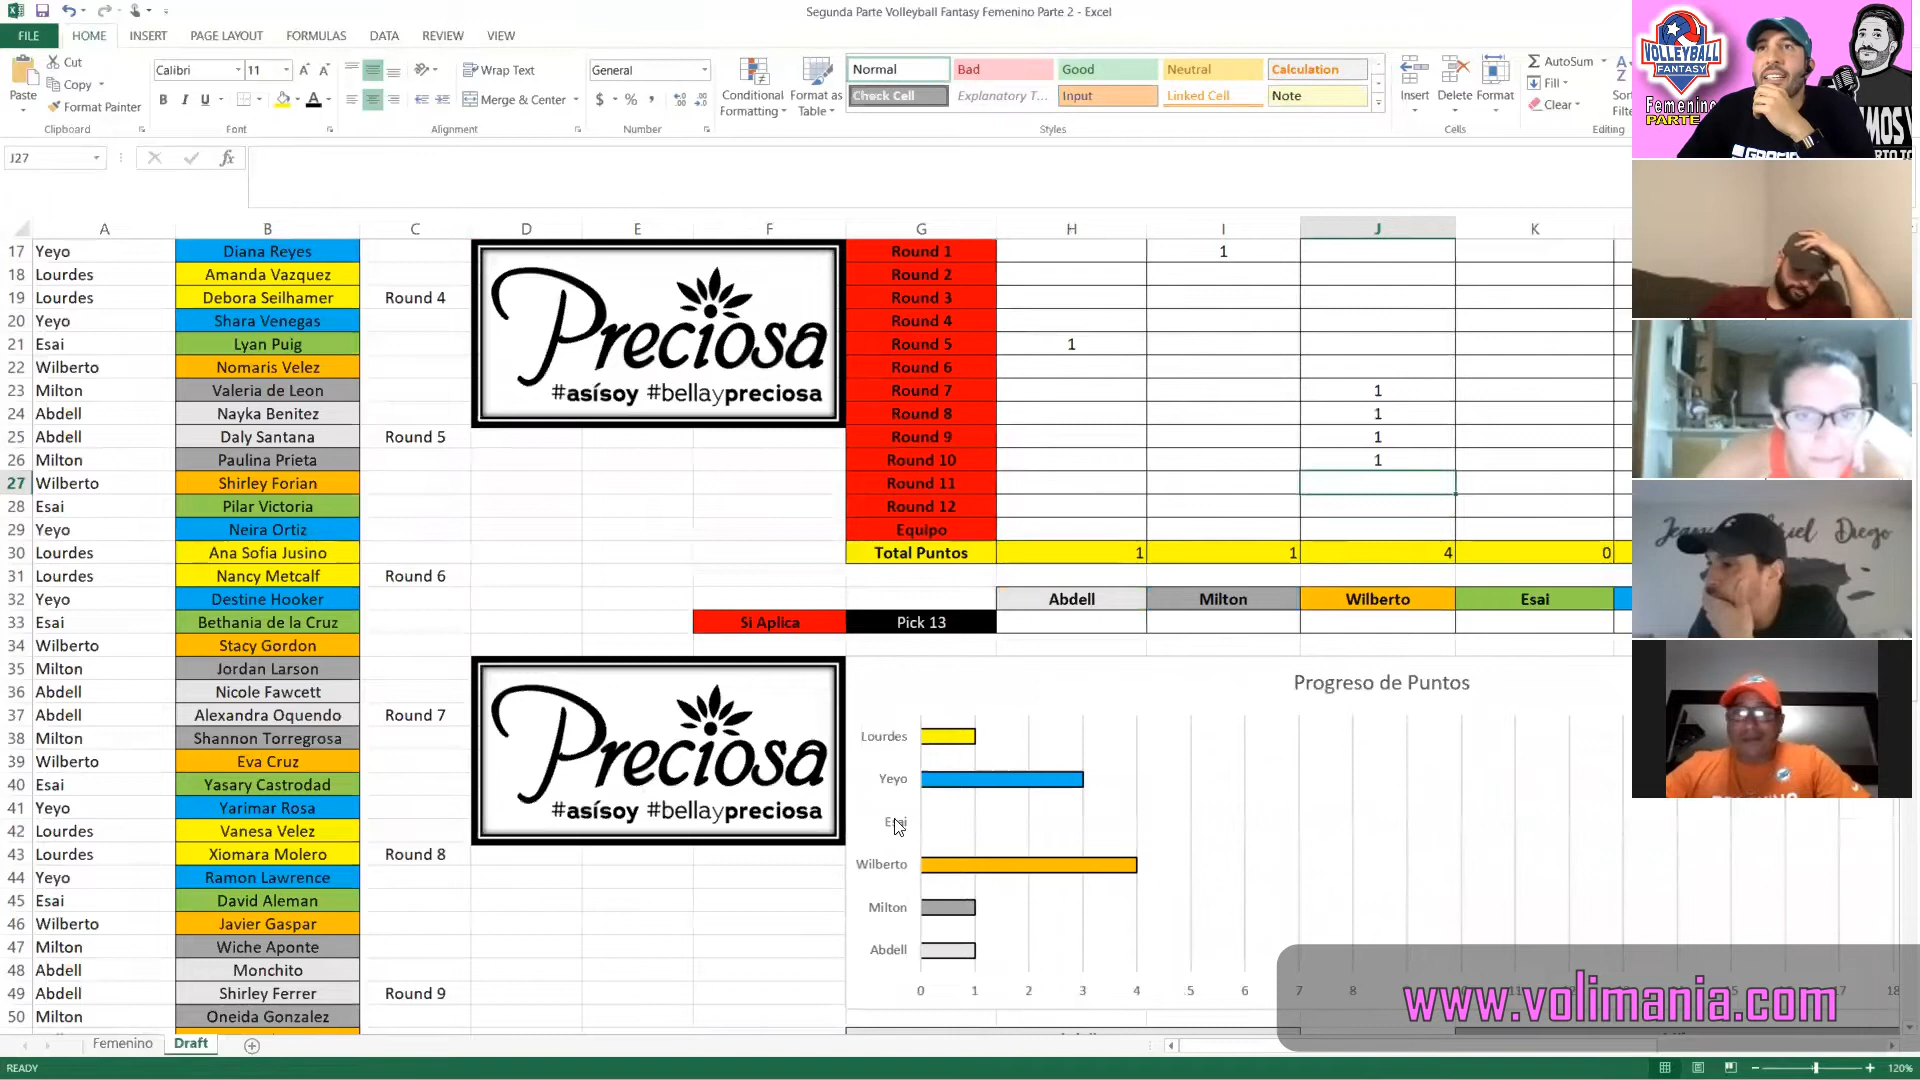 Segunda Parte Volleyball Fantasy Femenino Parte 2 - Excel
FILE HOME INSERT PAGE LAYOUT FORMULAS DATA REVIEW VIEW
Paste
Cut
Copy
Format Painter
Clipboard
Calibri 11
B I U
Font
Wrap Text
Merge & Center
Alignment
General
$ %
Number
Conditional Formatting
Format as Table
Normal Bad Good Neutral Calculation
Check Cell Explanatory T... Input Linked Cell Note
Styles
Insert Delete Format
Cells
AutoSum
Fill
Clear
Editing
VOLLEYBALL
FANTASY
Femenino
PARTE
J27
fx
A B C D E F G H I J K
17 Yeyo Diana Reyes Round 1 1
18 Lourdes Amanda Vazquez Round 2
19 Lourdes Debora Seilhamer Round 4 Round 3
20 Yeyo Shara Venegas Round 4
21 Esai Lyan Puig Round 5 1
22 Wilberto Nomaris Velez Round 6
23 Milton Valeria de Leon Round 7 1
24 Abdell Nayka Benitez Round 8 1
25 Abdell Daly Santana Round 5 Round 9 1
26 Milton Paulina Prieta Round 10 1
27 Wilberto Shirley Forian Round 11
28 Esai Pilar Victoria Round 12
29 Yeyo Neira Ortiz Equipo
30 Lourdes Ana Sofia Jusino Total Puntos 1 1 4 0
31 Lourdes Nancy Metcalf Round 6
32 Yeyo Destine Hooker Abdell Milton Wilberto Esai
33 Esai Bethania de la Cruz Si Aplica Pick 13
34 Wilberto Stacy Gordon
35 Milton Jordan Larson
36 Abdell Nicole Fawcett
37 Abdell Alexandra Oquendo Round 7
38 Milton Shannon Torregrosa
39 Wilberto Eva Cruz
40 Esai Yasary Castrodad
41 Yeyo Yarimar Rosa
42 Lourdes Vanesa Velez
43 Lourdes Xiomara Molero Round 8
44 Yeyo Ramon Lawrence
45 Esai David Aleman
46 Wilberto Javier Gaspar
47 Milton Wiche Aponte
48 Abdell Monchito
49 Abdell Shirley Ferrer Round 9
50 Milton Oneida Gonzalez
Preciosa
#asísoy #bellaypreciosa
Preciosa
#asísoy #bellaypreciosa
Progreso de Puntos
Lourdes
Yeyo
Esai
Wilberto
Milton
Abdell
0 1 2 3 4 5 6 7 8 18
www.volimania.com
Femenino Draft
READY
120%